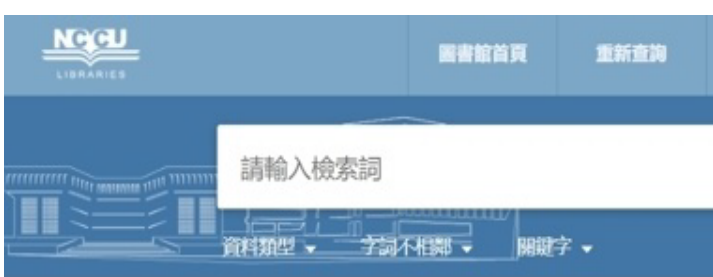 NCCU
LIBRARIES
圖書館首頁 重新查詢
請輸入檢索詞
資料類型 字詞不相鄰 關鍵字